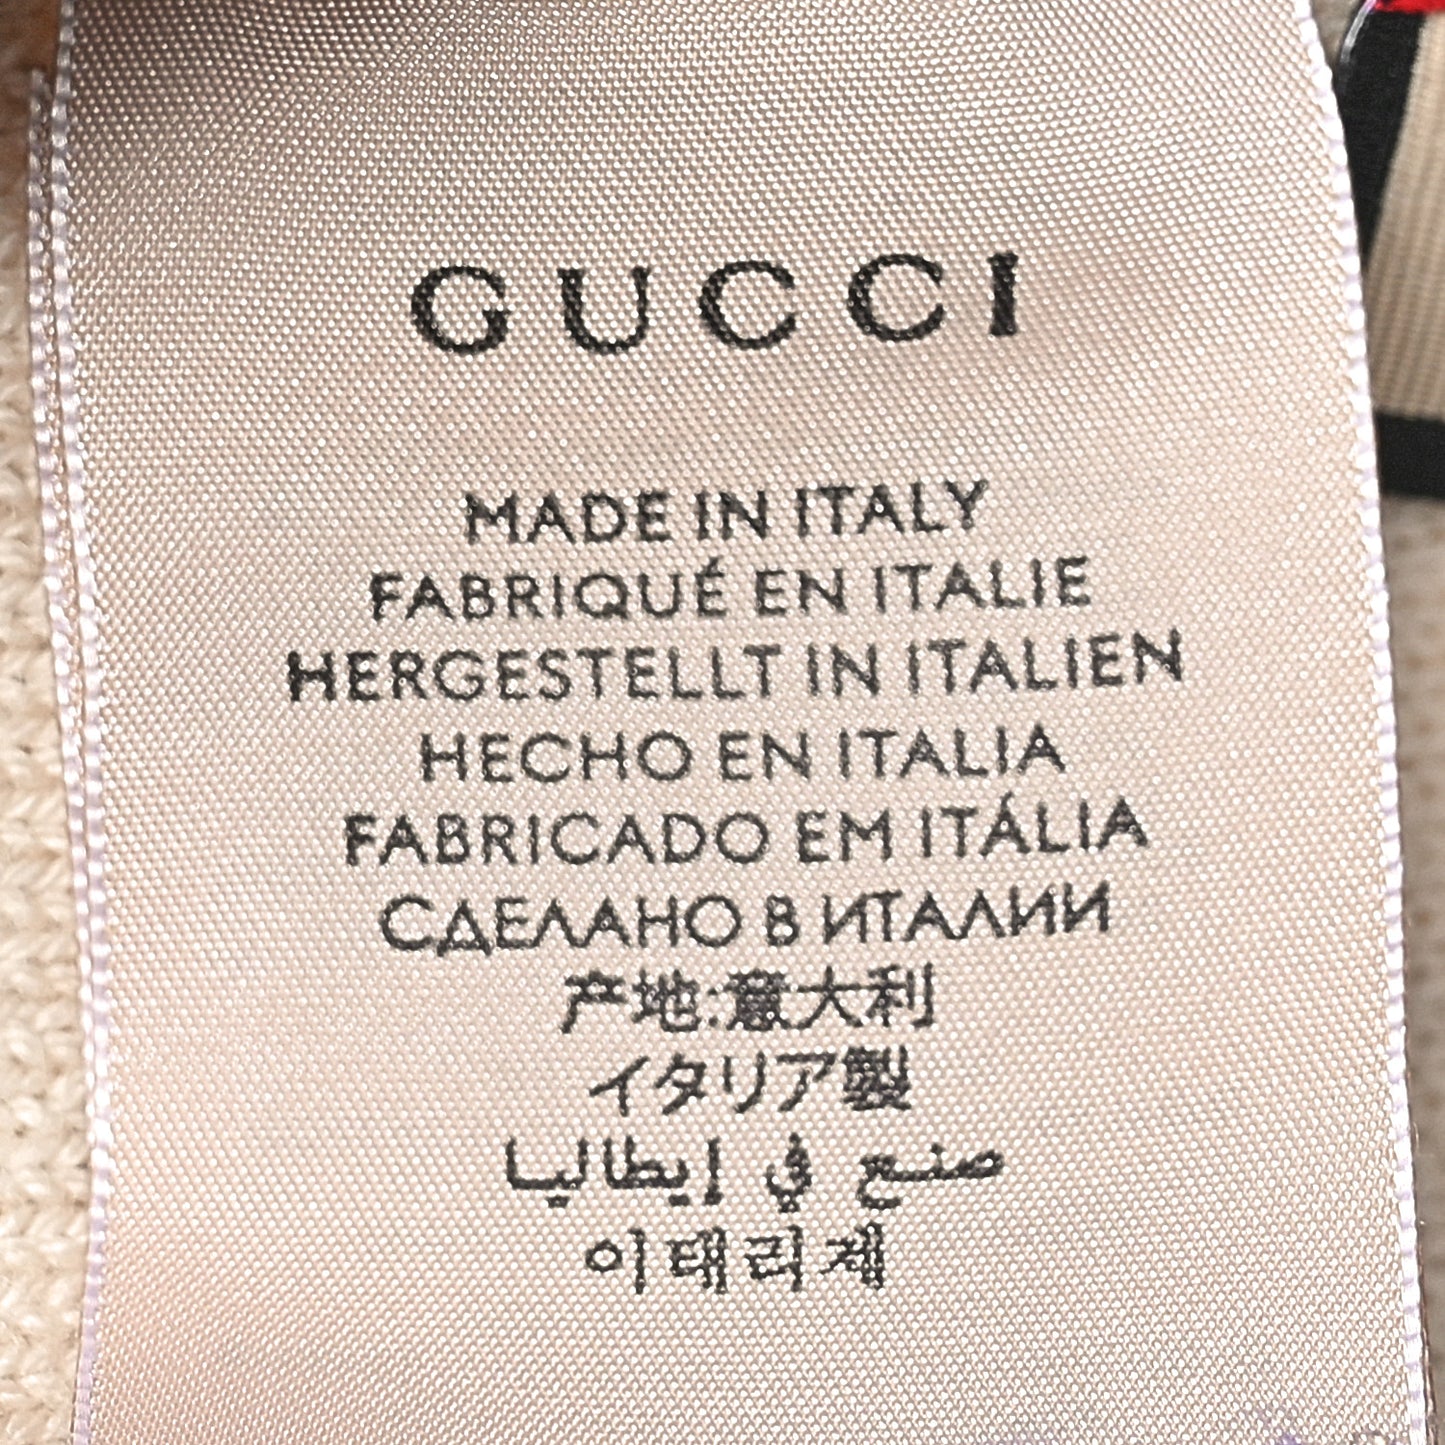 GUCCI
MADE IN ITALY
FABRIQUÉ EN ITALIE
HERGESTELLT IN ITALIEN
HECHO EN ITALIA
FABRICADO EM ITÁLIA
СДЕЛАНО В ИТАЛИИ
产地:意大利
イタリア製
صنع في إيطاليا
이태리제